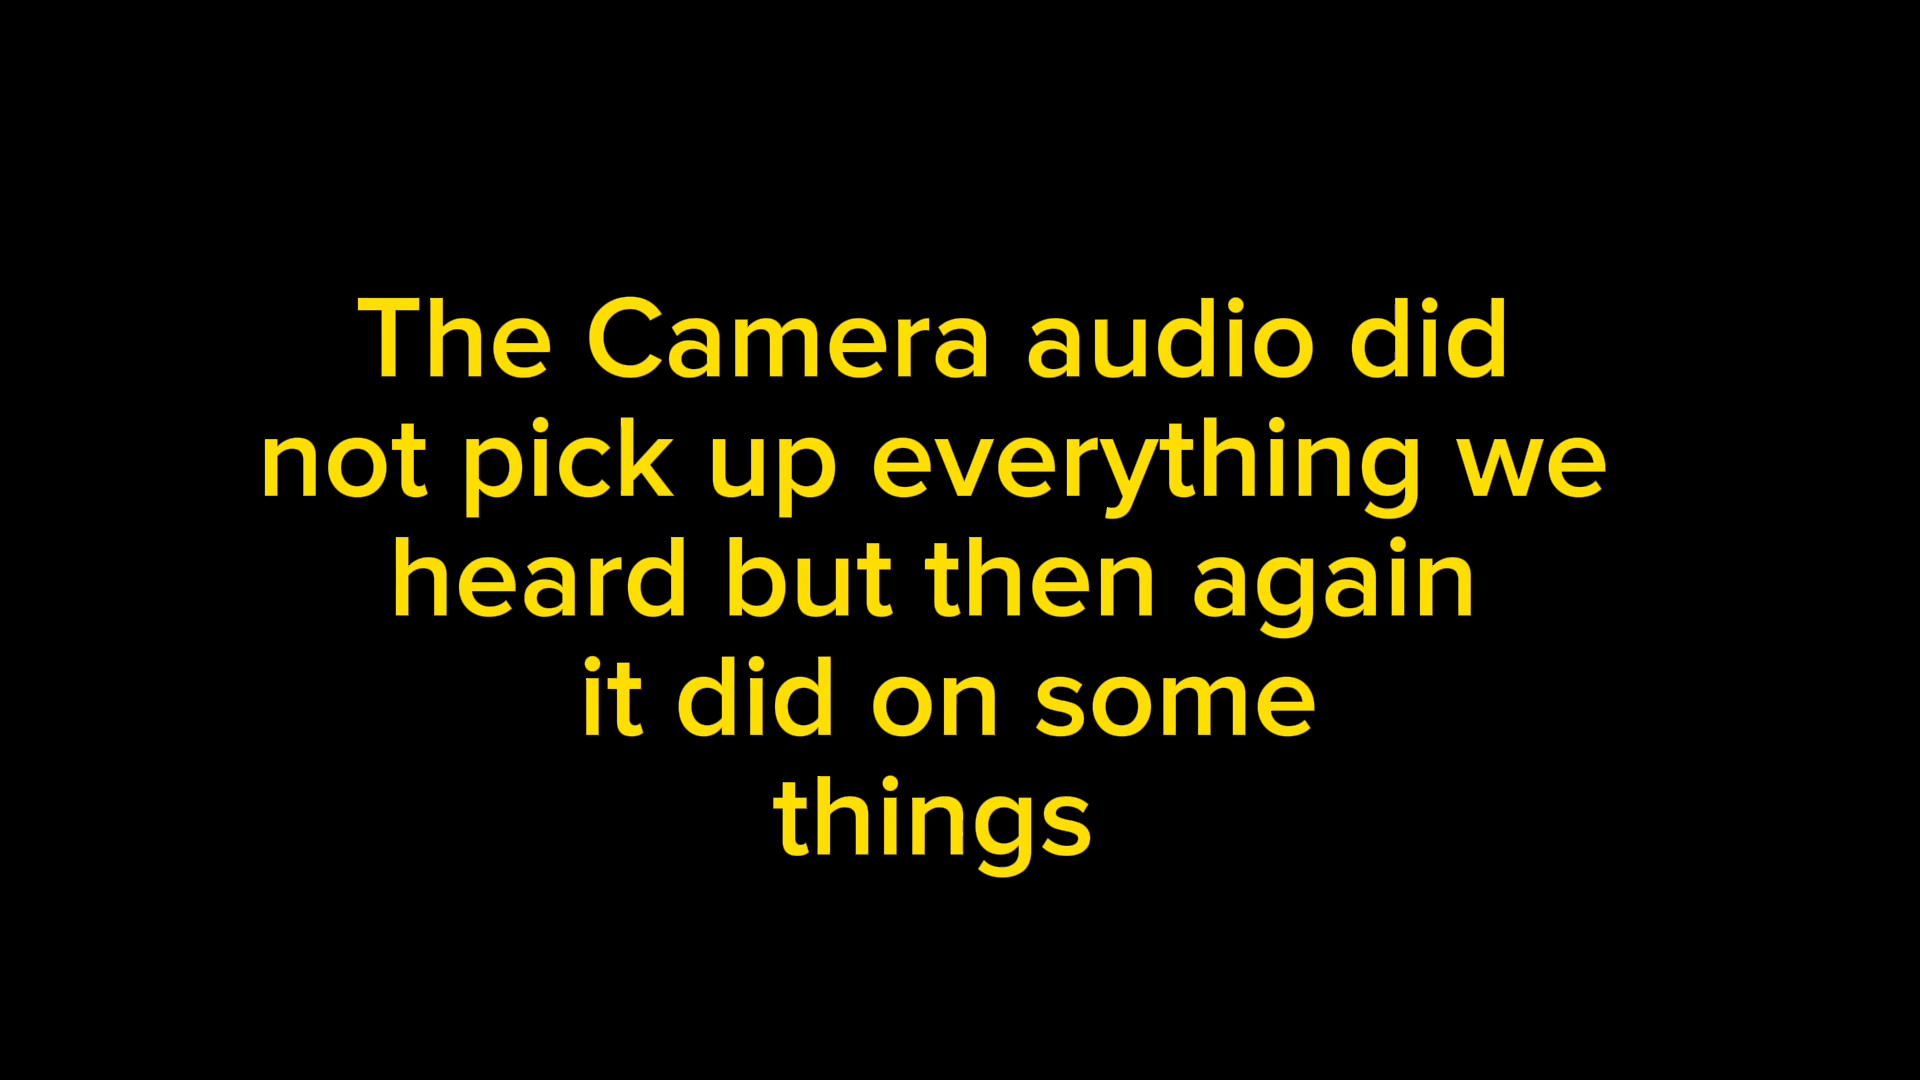 The Camera audio did
not pick up everything we
heard but then again
it did on some
things